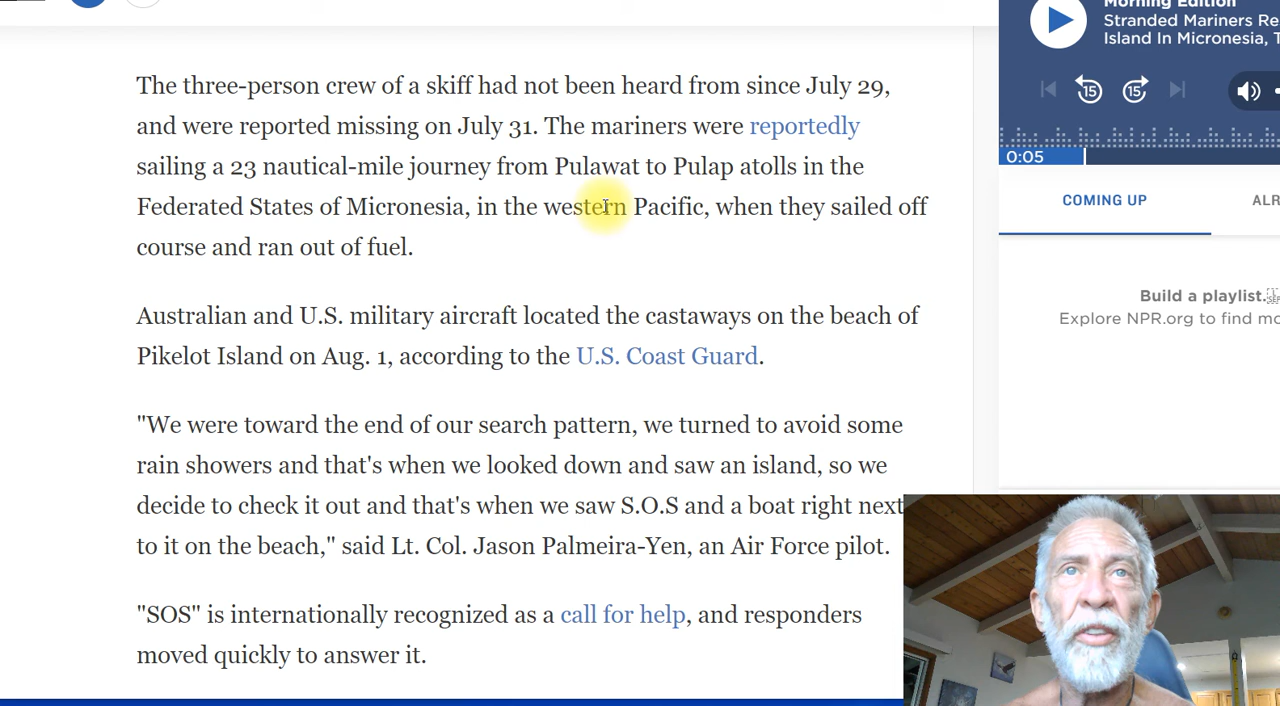 Morning Edition
Stranded Mariners Re
Island In Micronesia, T
15 15
0:05
COMING UP ALR
Build a playlist.
Explore NPR.org to find mo
The three-person crew of a skiff had not been heard from since July 29,
and were reported missing on July 31. The mariners were reportedly
sailing a 23 nautical-mile journey from Pulawat to Pulap atolls in the
Federated States of Micronesia, in the western Pacific, when they sailed off
course and ran out of fuel.
Australian and U.S. military aircraft located the castaways on the beach of
Pikelot Island on Aug. 1, according to the U.S. Coast Guard.
"We were toward the end of our search pattern, we turned to avoid some
rain showers and that's when we looked down and saw an island, so we
decide to check it out and that's when we saw S.O.S and a boat right next
to it on the beach," said Lt. Col. Jason Palmeira-Yen, an Air Force pilot.
"SOS" is internationally recognized as a call for help, and responders
moved quickly to answer it.